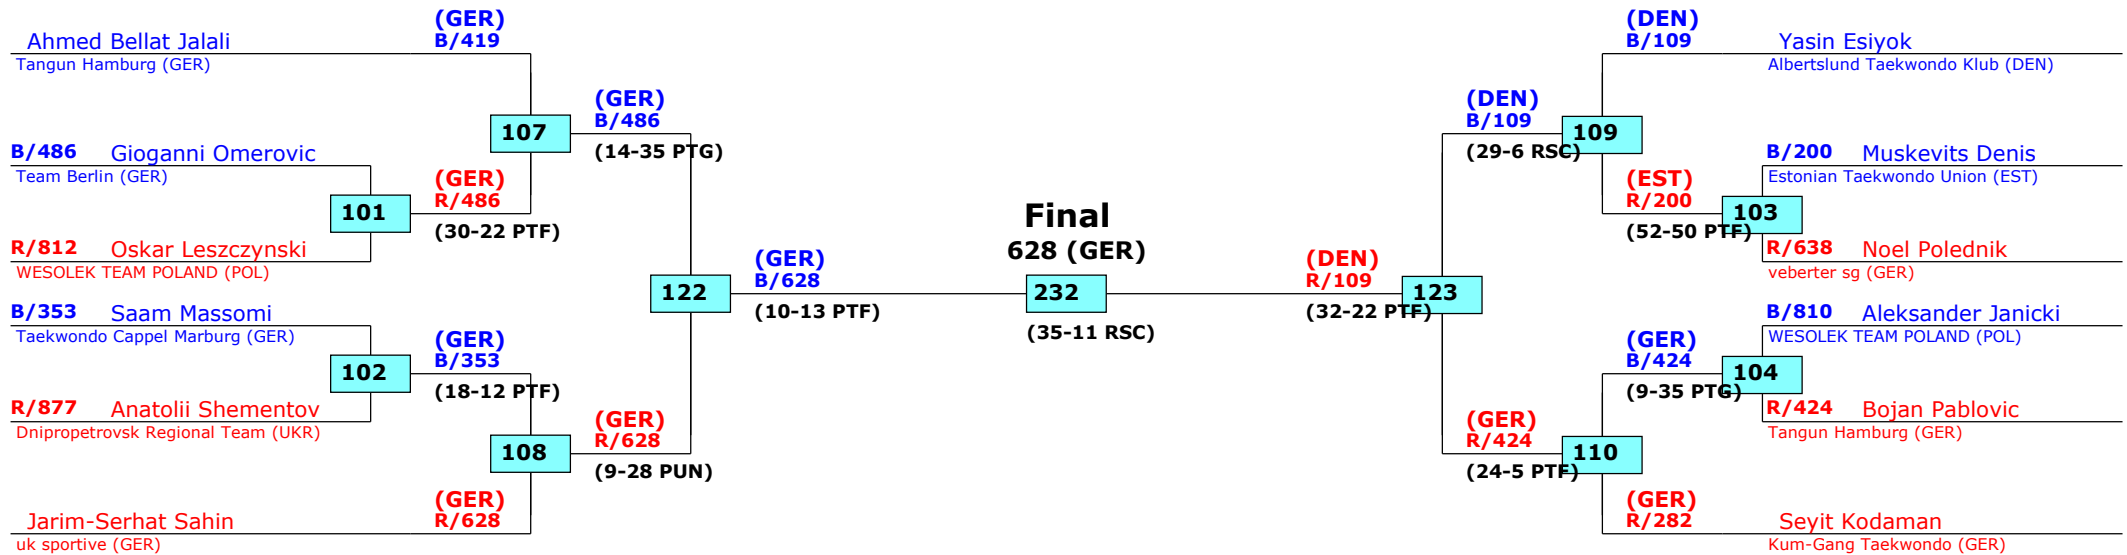 (GER)
Ahmed Bellat Jalali B/419
Tangun Hamburg (GER)
(GER)
B/486
107
(14-35 PTG)
B/486 Gioganni Omerovic
Team Berlin (GER)
(GER)
R/486
101
(30-22 PTF)
R/812 Oskar Leszczynski
WESOLEK TEAM POLAND (POL)
(GER)
B/628
122
(10-13 PTF)
B/353 Saam Massomi
Taekwondo Cappel Marburg (GER)
(GER)
B/353
102
(18-12 PTF)
R/877 Anatolii Shementov
Dnipropetrovsk Regional Team (UKR)
(GER)
R/628
108
(9-28 PUN)
(GER)
Jarim-Serhat Sahin R/628
uk sportive (GER)
Final
628 (GER)
232
(35-11 RSC)
(DEN)
B/109 Yasin Esiyok
Albertslund Taekwondo Klub (DEN)
(DEN)
B/109
109
(29-6 RSC)
B/200 Muskevits Denis
Estonian Taekwondo Union (EST)
(EST)
R/200
103
(52-50 PTF)
R/638 Noel Polednik
veberter sg (GER)
(DEN)
R/109
123
(32-22 PTF)
B/810 Aleksander Janicki
WESOLEK TEAM POLAND (POL)
(GER)
B/424
104
(9-35 PTG)
R/424 Bojan Pablovic
Tangun Hamburg (GER)
(GER)
R/424
110
(24-5 PTF)
(GER)
R/282 Seyit Kodaman
Kum-Gang Taekwondo (GER)